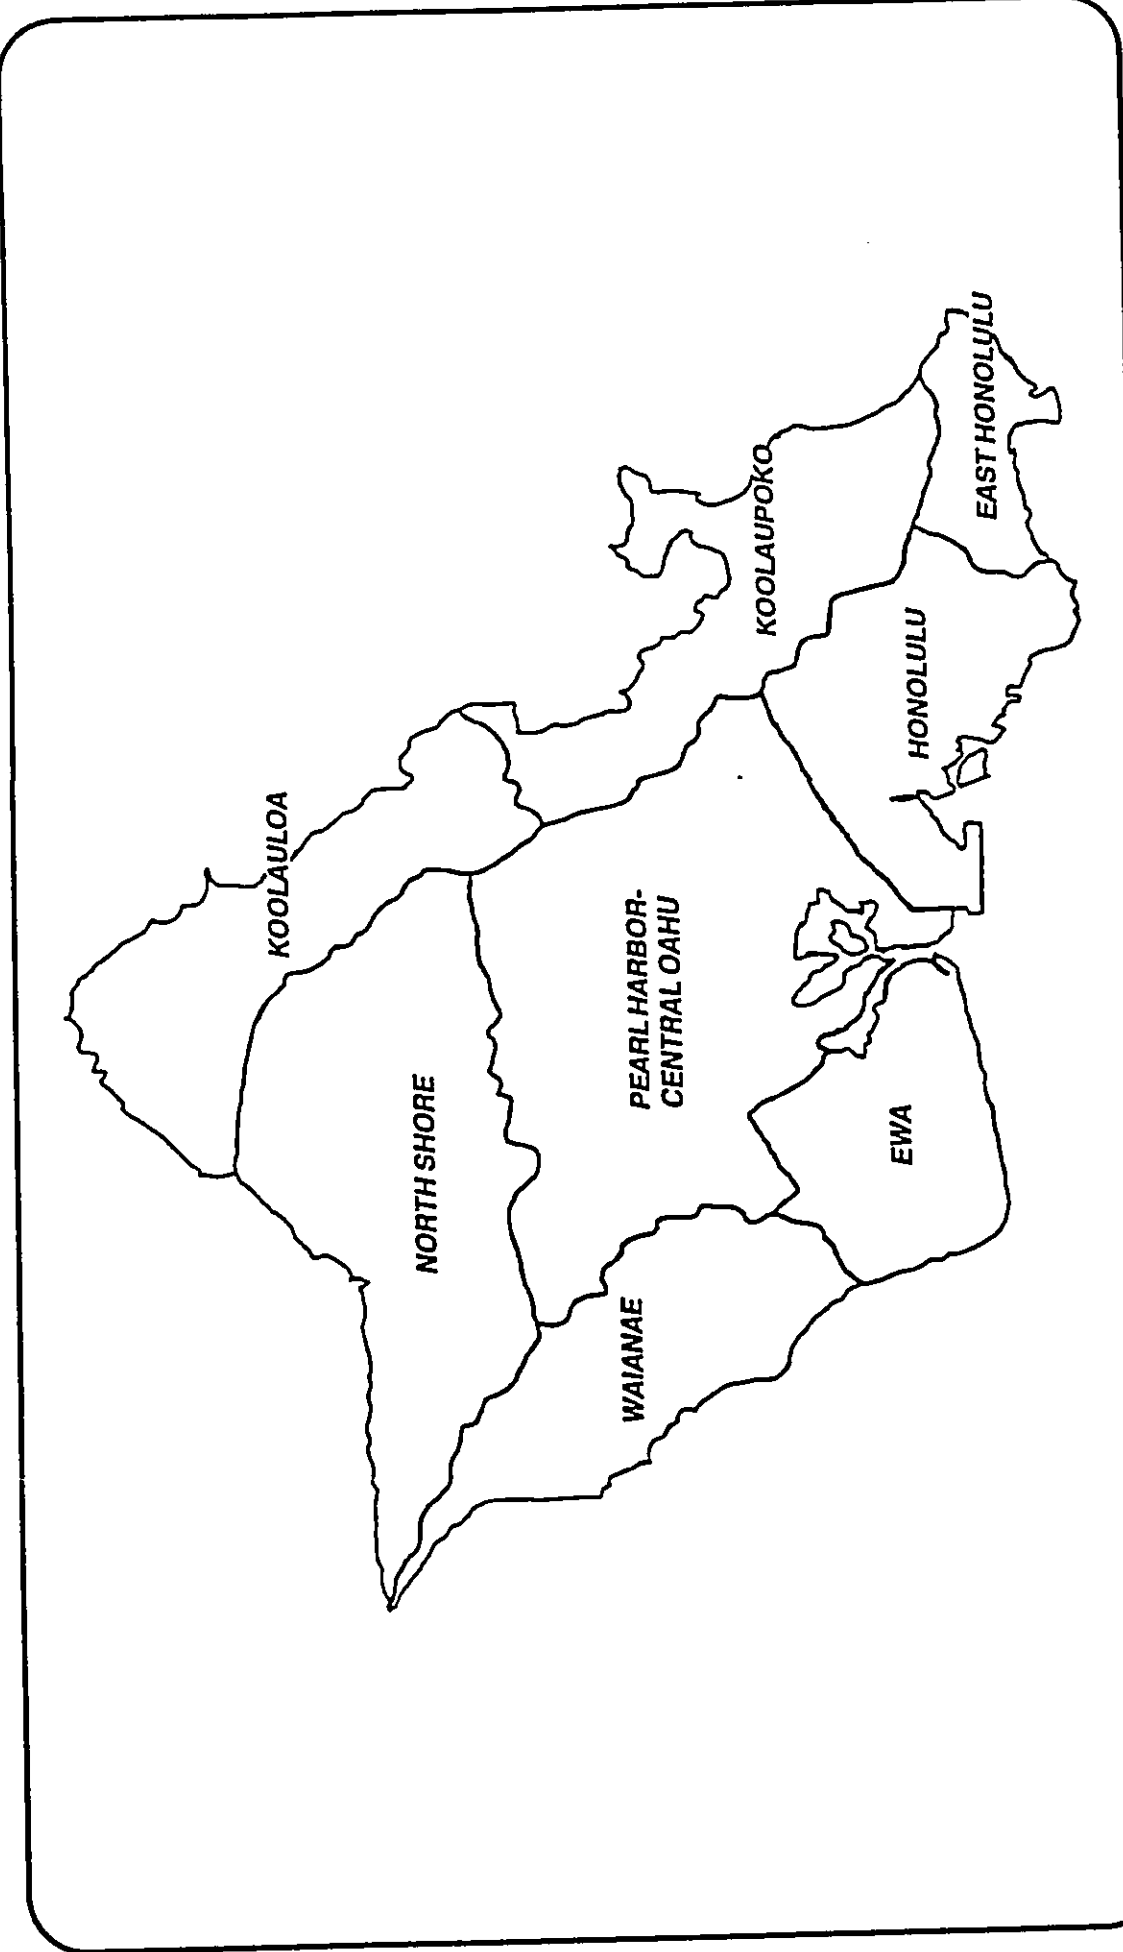 KOOLAULOA
NORTH SHORE
WAIANAE
PEARL HARBOR-
CENTRAL OAHU
KOOLAUPOKO
EWA
HONOLULU
EAST HONOLULU